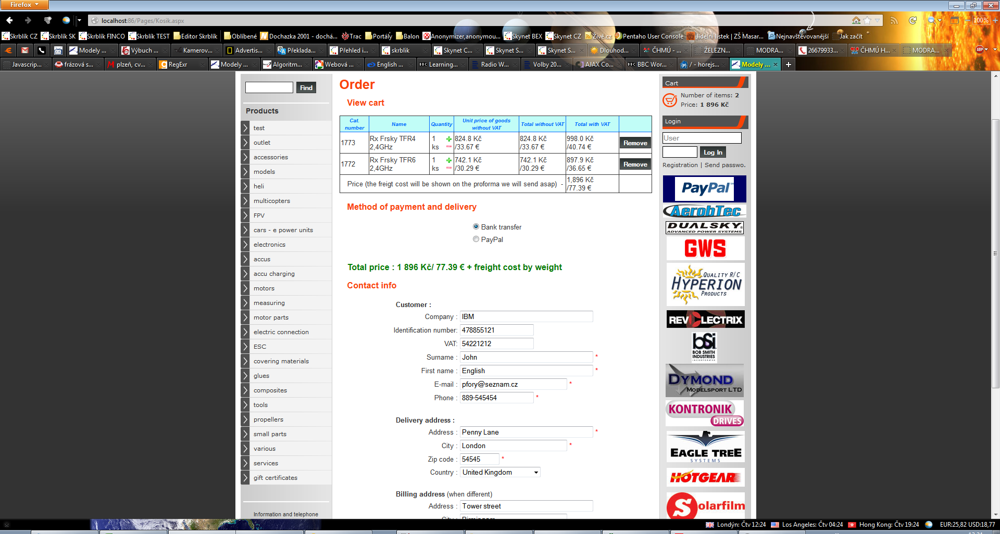 Firefox
localhost:86/Pages/Kosik.aspx
100%
Skrblík CZ
Skrblík SK
Skrblík FINCO
Skrblík TEST
Editor Skrblík
Oblíbené
Dochazka 2001 - dochá...
Trac
Portály
Balon
Anonymizer,anonymou...
Skynet BEX
Skynet CZ
Živě.cz
Pentaho User Console
Jídelní lístek | ZŠ Masar...
Nejnavštěvovanější
Jak začít
Modely ...
Výbuch ...
Kamerov...
Advertis...
Překlada...
Přehled i...
skrblik
Skynet C...
Skynet S...
Skynet S...
Dlouhod...
ČHMÚ - ...
ŽELEZN...
MODRA...
26679933...
ČHMÚ H...
MODRA...
ABP
Javascrip...
frázová s...
plzeň, cv...
RegExr
Modely ...
Algoritm...
Webová ...
English ...
BBC Learning...
Radio W...
Volby 20...
AJAX Co...
BBC BBC Wor...
/ - horejs...
Modely ...
Find
Products
test
outlet
accessories
models
heli
multicopters
FPV
cars - e power units
electronics
accus
accu charging
motors
measuring
motor parts
electric connection
ESC
covering materials
glues
composites
tools
propellers
small parts
various
services
gift certificates
Information and telephone
Order
View cart
Cat. number
Name
Quantity
Unit price of goods without VAT
Total without VAT
Total with VAT
1773
Rx Frsky TFR4 2,4GHz
1 ks
824.8 Kč /33.67 €
824.8 Kč /33.67 €
998.0 Kč /40.74 €
Remove
1772
Rx Frsky TFR6 2,4GHz
1 ks
742.1 Kč /30.29 €
742.1 Kč /30.29 €
897.9 Kč /36.65 €
Remove
Price (the freigt cost will be shown on the proforma we will send asap) -
1,896 Kč /77.39 €
Method of payment and delivery
Bank transfer
PayPal
Total price : 1 896 Kč/ 77.39 € + freight cost by weight
Contact info
Customer :
Company : IBM
Identification number: 478855121
VAT: 54221212
Surname : John *
First name : English *
E-mail : pfory@seznam.cz *
Phone : 889-545454 *
Delivery address :
Address : Penny Lane *
City : London *
Zip code : 54545 *
Country : United Kingdom
Billing address (when different)
Address : Tower street
City : Birmingam
Cart
Number of items: 2
Price: 1 896 Kč
Login
User
Log In
Registration | Send passwo.
PayPal
AerobTec
DUALSKY
ADVANCED POWER SYSTEMS
GWS
QUALITY R/C
HYPERION
PRODUCTS
REVOLECTRIX
bSi
BOB SMITH
INDUSTRIES
INCORPORATED
DYMOND
MODELSPORT LTD
KONTRONIK
DRIVES
EAGLE TREE
SYSTEMS
HOTGEAR
Solarfilm
Londýn: Čtv 12:24
Los Angeles: Čtv 04:24
Hong Kong: Čtv 19:24
EUR:25,82 USD:18,77